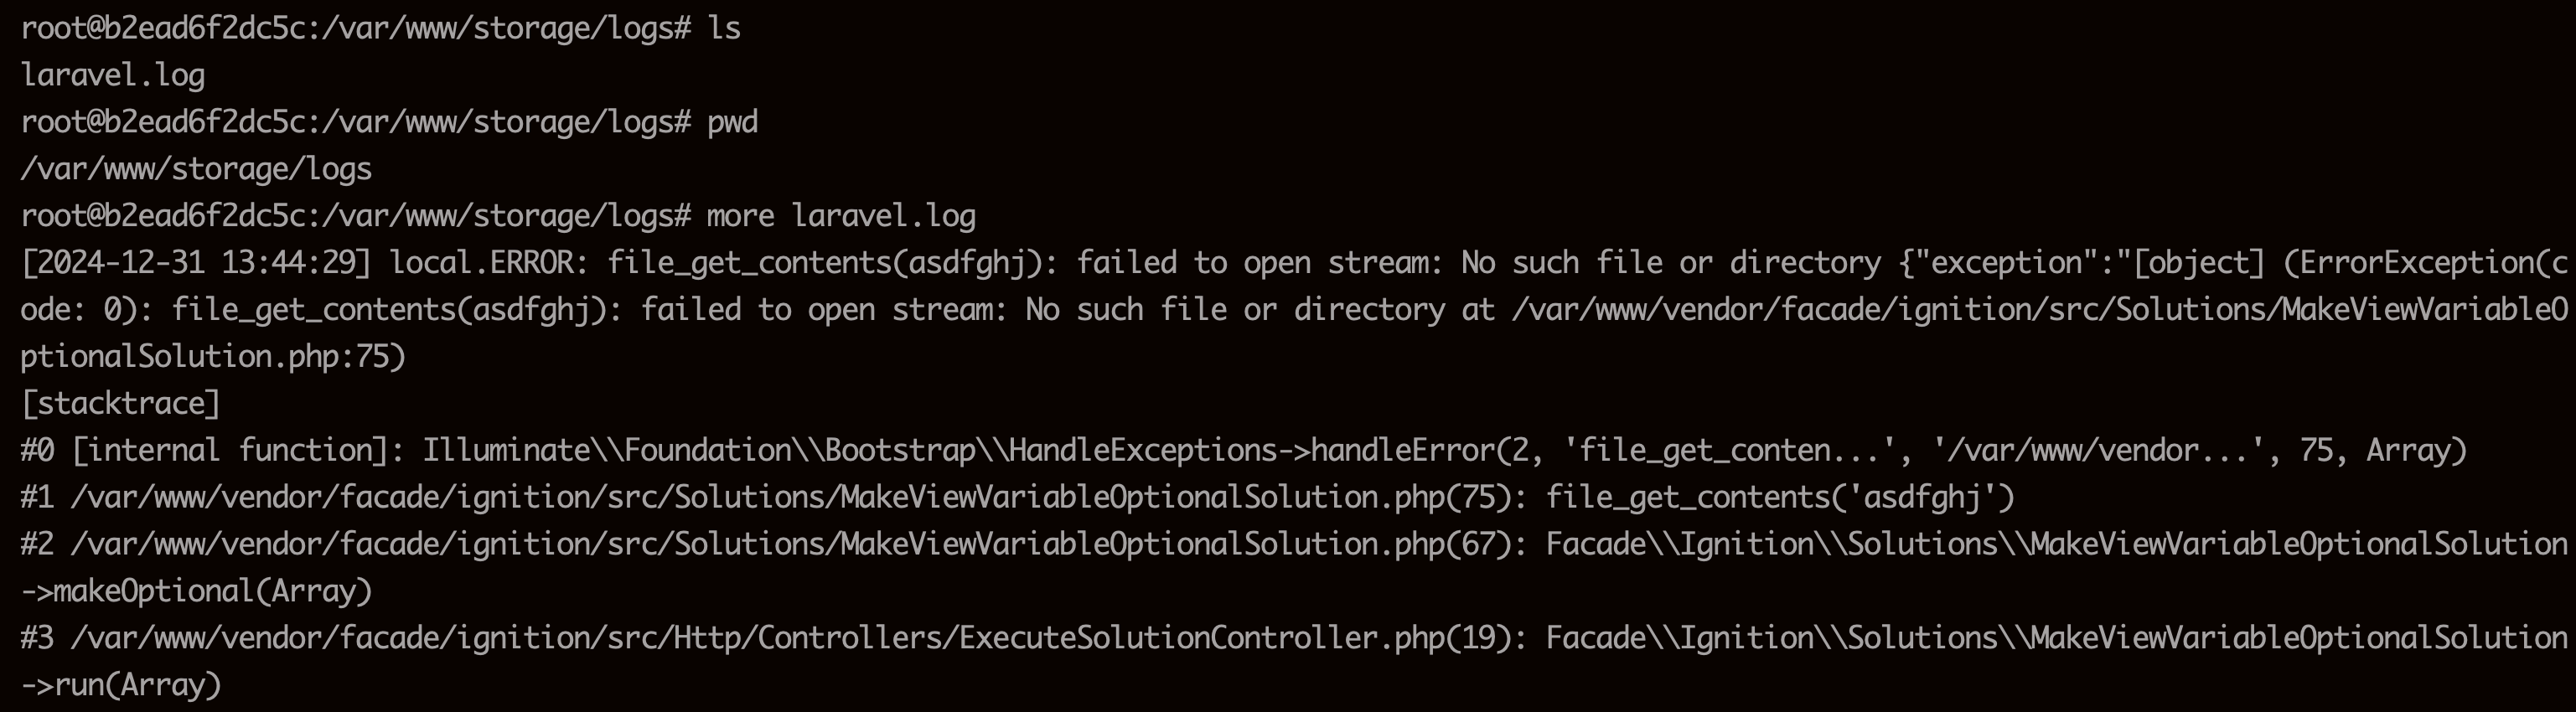 root@b2ead6f2dc5c:/var/www/storage/logs# ls
laravel.log
root@b2ead6f2dc5c:/var/www/storage/logs# pwd
/var/www/storage/logs
root@b2ead6f2dc5c:/var/www/storage/logs# more laravel.log
[2024-12-31 13:44:29] local.ERROR: file_get_contents(asdfghj): failed to open stream: No such file or directory {"exception":"[object] (ErrorException(c
ode: 0): file_get_contents(asdfghj): failed to open stream: No such file or directory at /var/www/vendor/facade/ignition/src/Solutions/MakeViewVariableO
ptionalSolution.php:75)
[stacktrace]
#0 [internal function]: Illuminate\\Foundation\\Bootstrap\\HandleExceptions->handleError(2, 'file_get_conten...', '/var/www/vendor...', 75, Array)
#1 /var/www/vendor/facade/ignition/src/Solutions/MakeViewVariableOptionalSolution.php(75): file_get_contents('asdfghj')
#2 /var/www/vendor/facade/ignition/src/Solutions/MakeViewVariableOptionalSolution.php(67): Facade\\Ignition\\Solutions\\MakeViewVariableOptionalSolution
->makeOptional(Array)
#3 /var/www/vendor/facade/ignition/src/Http/Controllers/ExecuteSolutionController.php(19): Facade\\Ignition\\Solutions\\MakeViewVariableOptionalSolution
->run(Array)